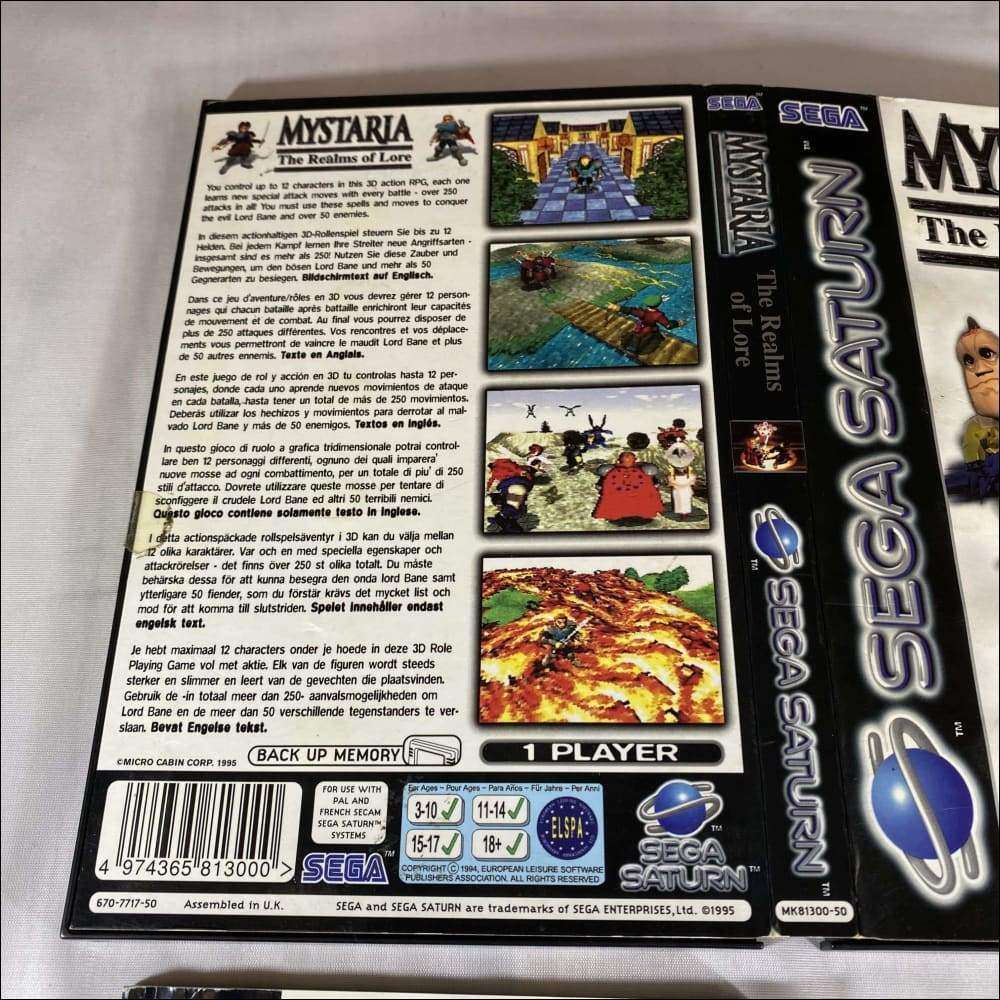 MYSTARIA
The Realms of Lore
You control up to 12 characters in this 3D action RPG, each one
learns new special attack moves with every battle - over 250
attacks in all! You must use these spells and moves to conquer
the evil Lord Bane and over 50 enemies.
In diesem actionhaltigen 3D-Rollenspiel steuern Sie bis zu 12
Helden. Bei jedem Kampf lernen Ihre Streiter neue Angriffsarten -
insgesamt sind es mehr als 250! Nutzen Sie diese Zauber und
Bewegungen, um den bösen Lord Bane und mehr als 50
Gegnerarten zu besiegen. Bildschirmtext auf Englisch.
Dans ce jeu d'aventure/rôles en 3D vous devrez gérer 12 person-
nages qui chacun bataille après battaille enrichiront leur capacités
de mouvement et de combat. Au final vous pourrez disposer de
plus de 250 attaques différentes. Vos rencontres et vos déplace-
ments vous permettront de vaincre le maudit Lord Bane et plus
de 50 autres ennemis. Texte en Anglais.
En este juego de rol y acción en 3D tu controlas hasta 12 per-
sonajes, donde cada uno aprende nuevos movimientos de ataque
en cada batalla, hasta tener un total de más de 250 movimientos.
Deberás utilizar los hechizos y movimientos para derrotar al mal-
vado Lord Bane y más de 50 enemigos. Textos en Inglés.
In questo gioco di ruolo a grafica tridimensionale potrai control-
lare ben 12 personaggi differenti, ognuno dei quali imparera'
nuove mosse ad ogni combattimento, per un totale di piu' di 250
stili d'attacco. Dovrete utilizzare queste mosse per tentare di
sconfiggere il crudele Lord Bane ed altri 50 terribili nemici.
Questo gioco contiene solamente testo in inglese.
I detta actionspäckade rollspelsäventyr i 3D kan du välja mellan
12 olika karaktärer. Var och en med speciella egenskaper och
attackrörelser - det finns över 250 st olika totalt. Du måste
behärska dessa för att kunna besegra den onda lord Bane samt
ytterligare 50 fiender, som du förstär krävs det mycket list och
mod för att komma till slutstriden. Spelet innehåller endast
engelsk text.
Je hebt maximaal 12 characters onder je hoede in deze 3D Role
Playing Game vol met aktie. Elk van de figuren wordt steeds
sterker en slimmer en leert van de gevechten die plaatsvinden.
Gebruik de -in totaal meer dan 250- aanvalsmogelijkheden om
Lord Bane en de meer dan 50 verschillende tegenstanders te ver-
slaan. Bevat Engelse tekst.
©MICRO CABIN CORP. 1995
BACK UP MEMORY
1 PLAYER
4 974365 813000 >
FOR USE WITH
PAL AND
FRENCH SECAM
SEGA SATURN™
SYSTEMS
SEGA™
For Ages - Pour Ages - Para Años - Für Jahre - Per Anni
3-10 11-14
15-17 18+
ELSPA
COPYRIGHT © 1994, EUROPEAN LEISURE SOFTWARE
PUBLISHERS ASSOCIATION. ALL RIGHTS RESERVED
SEGA
SATURN™
670-7717-50
Assembled in U.K.
SEGA and SEGA SATURN are trademarks of SEGA ENTERPRISES, Ltd. ©1995
SEGA™
MYSTARIA
The Realms
of Lore
SEGA SATURN™
MK81300-50
SEGA™
SEGA SATURN™
MY
The